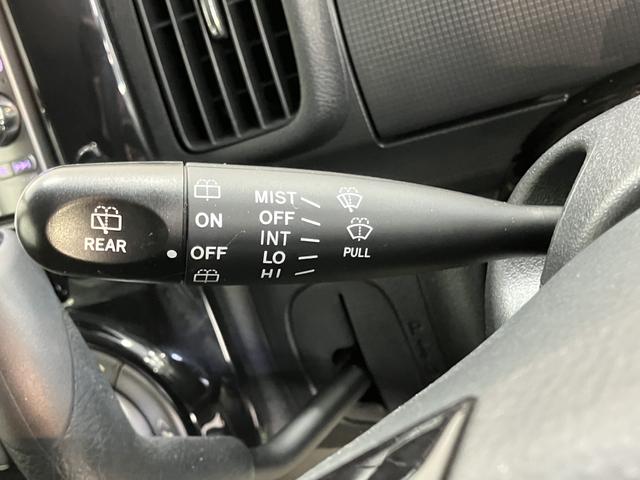 REAR
ON
OFF
MIST
OFF
INT
LO
HI
PULL